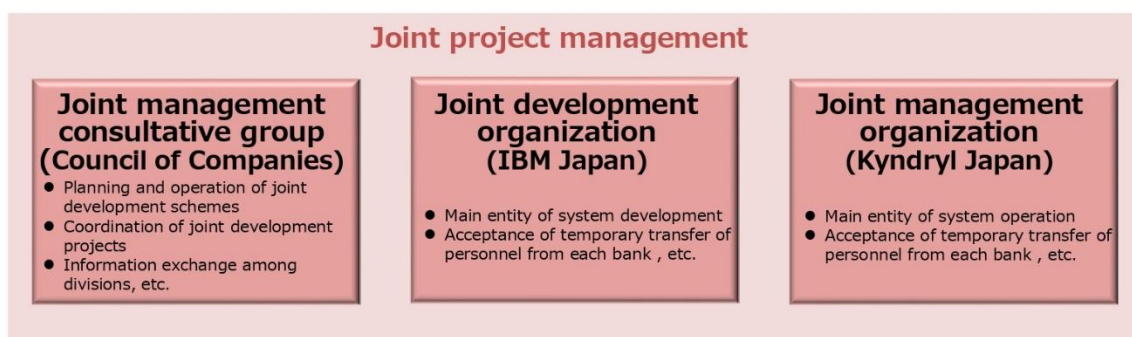 Joint project management
Joint management
consultative group
(Council of Companies)
● Planning and operation of joint
development schemes
● Coordination of joint development
projects
● Information exchange among
divisions, etc.
Joint development
organization
(IBM Japan)
● Main entity of system development
● Acceptance of temporary transfer of
personnel from each bank , etc.
Joint management
organization
(Kyndryl Japan)
● Main entity of system operation
● Acceptance of temporary transfer of
personnel from each bank , etc.